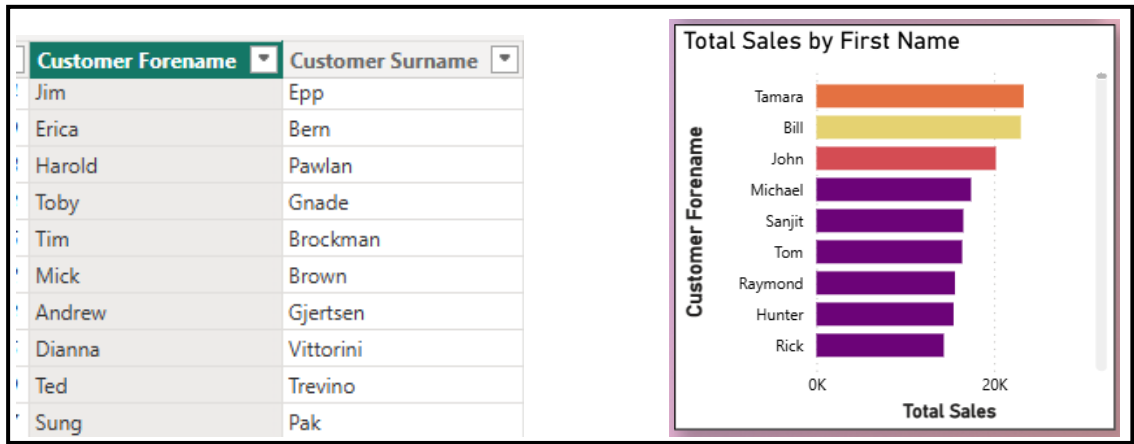 Customer Forename Customer Surname
Jim Epp
Erica Bern
Harold Pawlan
Toby Gnade
Tim Brockman
Mick Brown
Andrew Gjertsen
Dianna Vittorini
Ted Trevino
Sung Pak
Total Sales by First Name
Customer Forename
Tamara
Bill
John
Michael
Sanjit
Tom
Raymond
Hunter
Rick
0K 20K
Total Sales